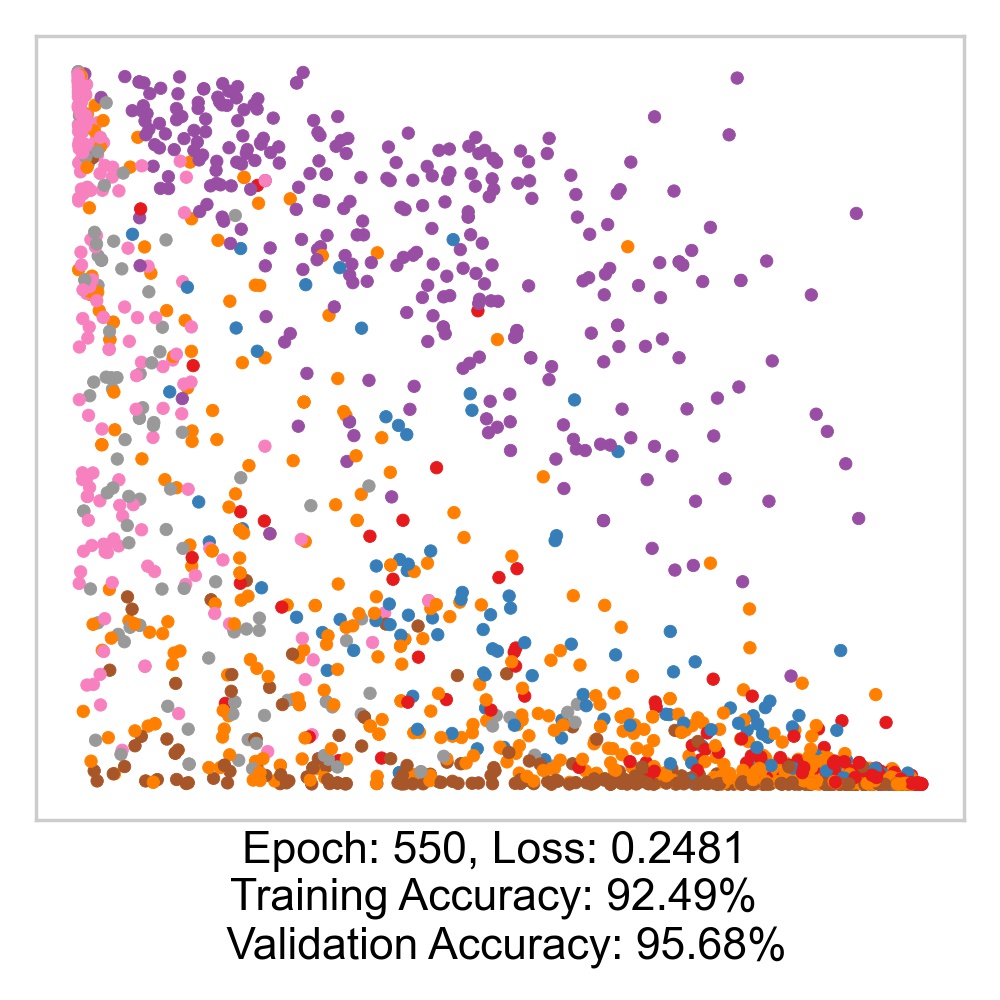 Epoch: 550, Loss: 0.2481
Training Accuracy: 92.49%
Validation Accuracy: 95.68%